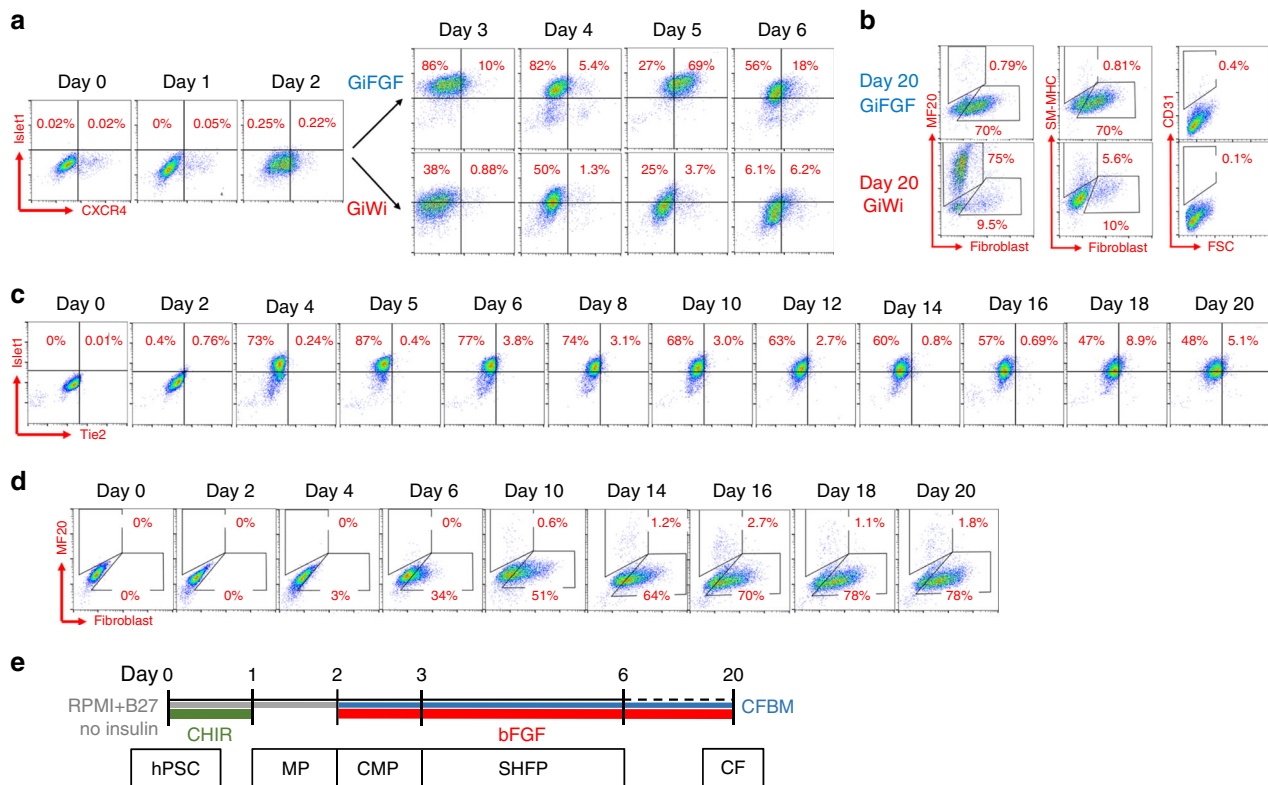 a
Day 0 Day 1 Day 2
Islet1
0.02% 0.02% 0% 0.05% 0.25% 0.22%
CXCR4
Day 3 Day 4 Day 5 Day 6
GiFGF
86% 10% 82% 5.4% 27% 69% 56% 18%
38% 0.88% 50% 1.3% 25% 3.7% 6.1% 6.2%
GiWi
b
Day 20
GiFGF
MF20 0.79% 70%
SM-MHC 0.81% 70%
CD31 0.4%
Day 20
GiWi
75% 5.6% 0.1%
9.5% 10%
Fibroblast Fibroblast FSC
c
Day 0 Day 2 Day 4 Day 5 Day 6 Day 8 Day 10 Day 12 Day 14 Day 16 Day 18 Day 20
Islet1
0% 0.01% 0.4% 0.76% 73% 0.24% 87% 0.4% 77% 3.8% 74% 3.1% 68% 3.0% 63% 2.7% 60% 0.8% 57% 0.69% 47% 8.9% 48% 5.1%
Tie2
d
Day 0 Day 2 Day 4 Day 6 Day 10 Day 14 Day 16 Day 18 Day 20
MF20
0% 0% 0% 0% 0.6% 1.2% 2.7% 1.1% 1.8%
0% 0% 3% 34% 51% 64% 70% 78% 78%
Fibroblast
e
Day 0 1 2 3 6 20
RPMI+B27
no insulin
CFBM
CHIR bFGF
hPSC MP CMP SHFP CF